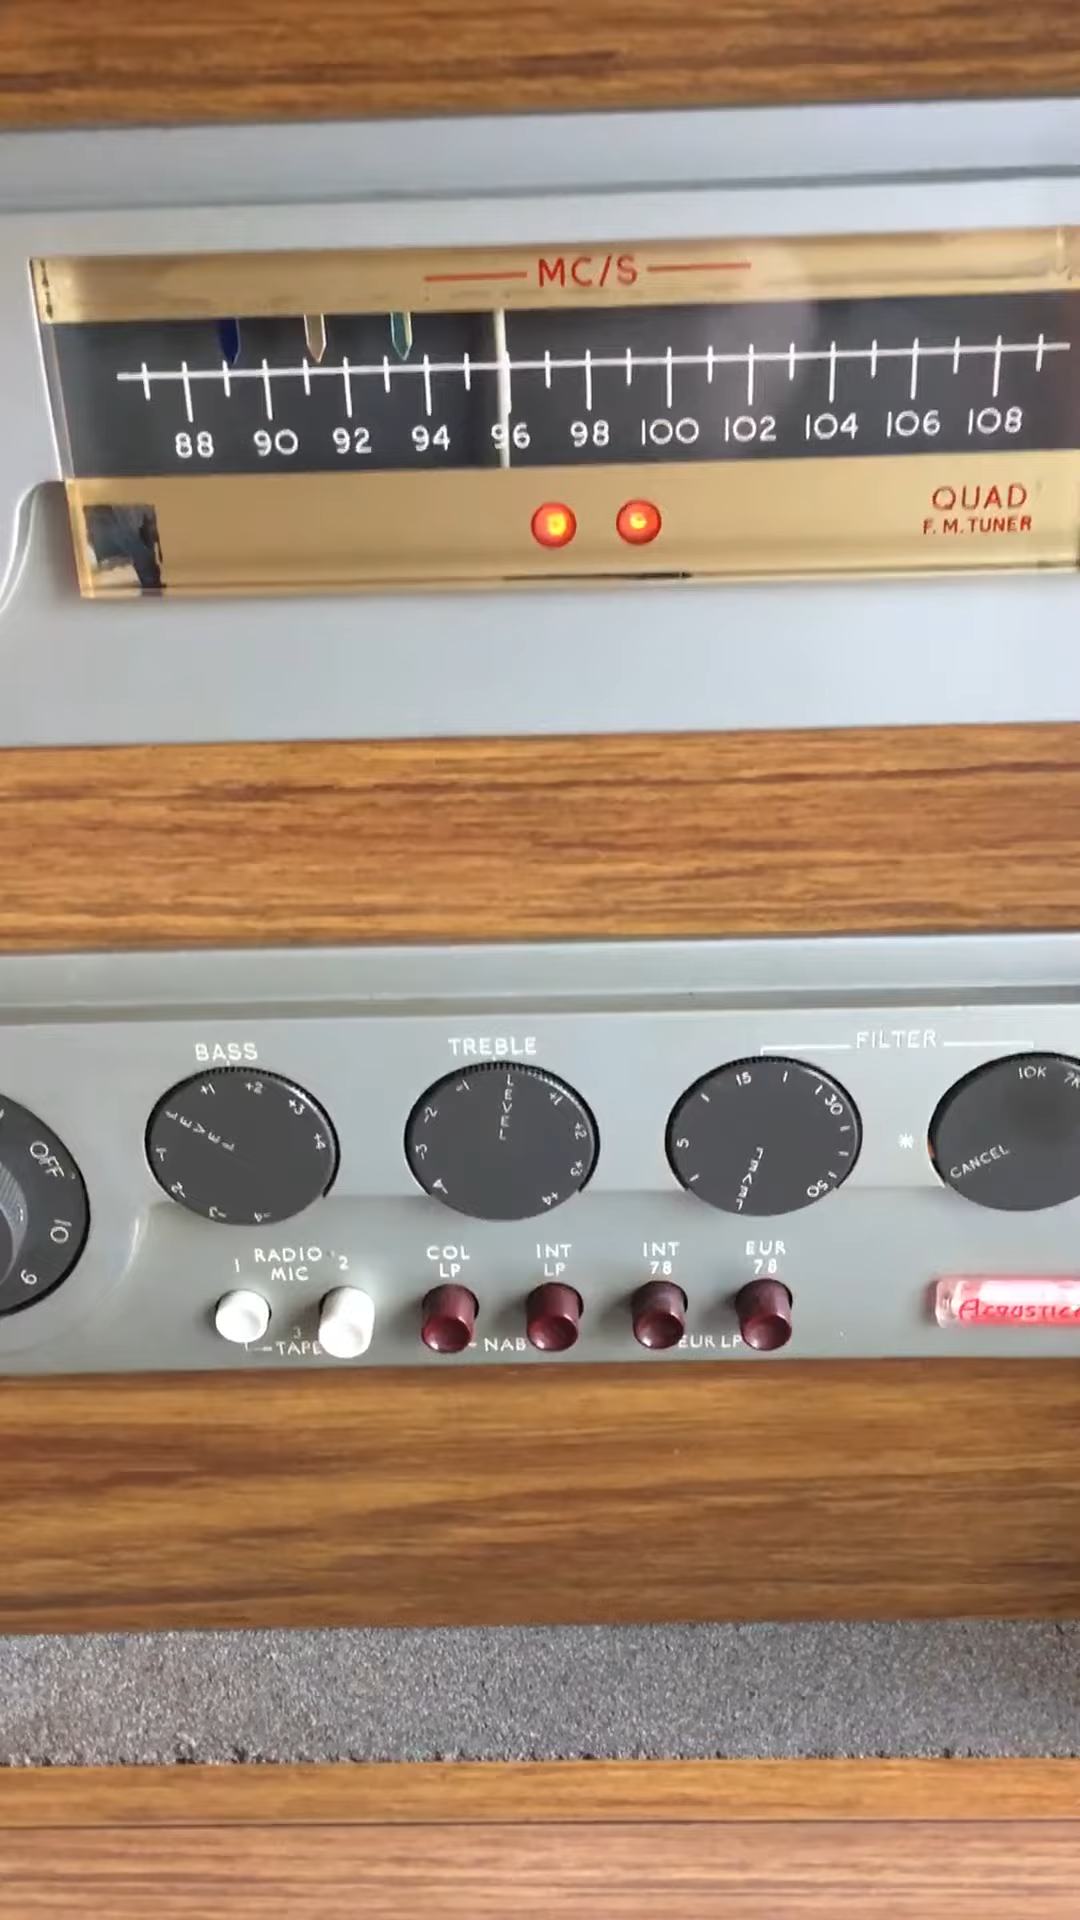 MC/S
88 90 92 94 96 98 100 102 104 106 108
QUAD
F. M. TUNER
BASS
TREBLE
FILTER
LEVEL -1 +1 +2 +3 +4 -2 -3 -4
-4 -3 -2 -1 LEVEL +1 +2 +3 +4
5 15 30 50 LEVEL
CANCEL 10K 7K
OFF 10 9
1 RADIO 2
MIC
3
TAPE
COL
LP
INT
LP
NAB
INT
78
EUR
78
EUR LP
*
Acoustical